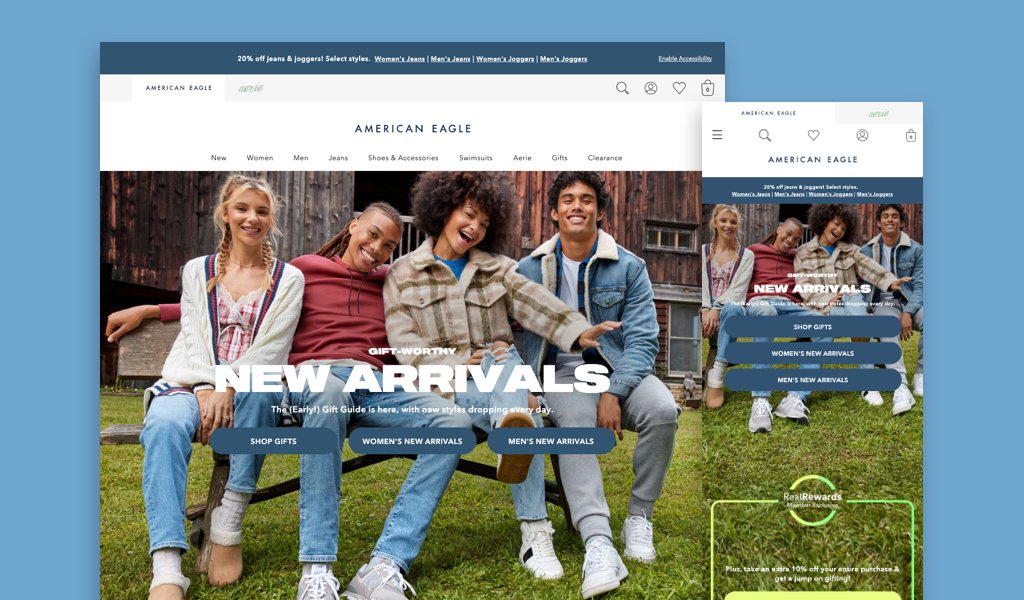 20% off jeans & joggers! Select styles. Women's Jeans | Men's Jeans | Women's Joggers | Men's Joggers
Enable Accessibility
AMERICAN EAGLE
aerie
0
AMERICAN EAGLE
New Women Men Jeans Shoes & Accessories Swimsuits Aerie Gifts Clearance
GIFT-WORTHY
NEW ARRIVALS
The (Early!) Gift Guide is here, with new styles dropping every day.
SHOP GIFTS
WOMEN'S NEW ARRIVALS
MEN'S NEW ARRIVALS
AMERICAN EAGLE
aerie
0
AMERICAN EAGLE
20% off jeans & joggers! Select styles.
Women's Jeans | Men's Jeans | Women's Joggers | Men's Joggers
GIFT-WORTHY
NEW ARRIVALS
The (Early!) Gift Guide is here, with new styles dropping every day.
SHOP GIFTS
WOMEN'S NEW ARRIVALS
MEN'S NEW ARRIVALS
RealRewards
Member Exclusive
Plus, take an extra 10% off your entire purchase &
get a jump on gifting!